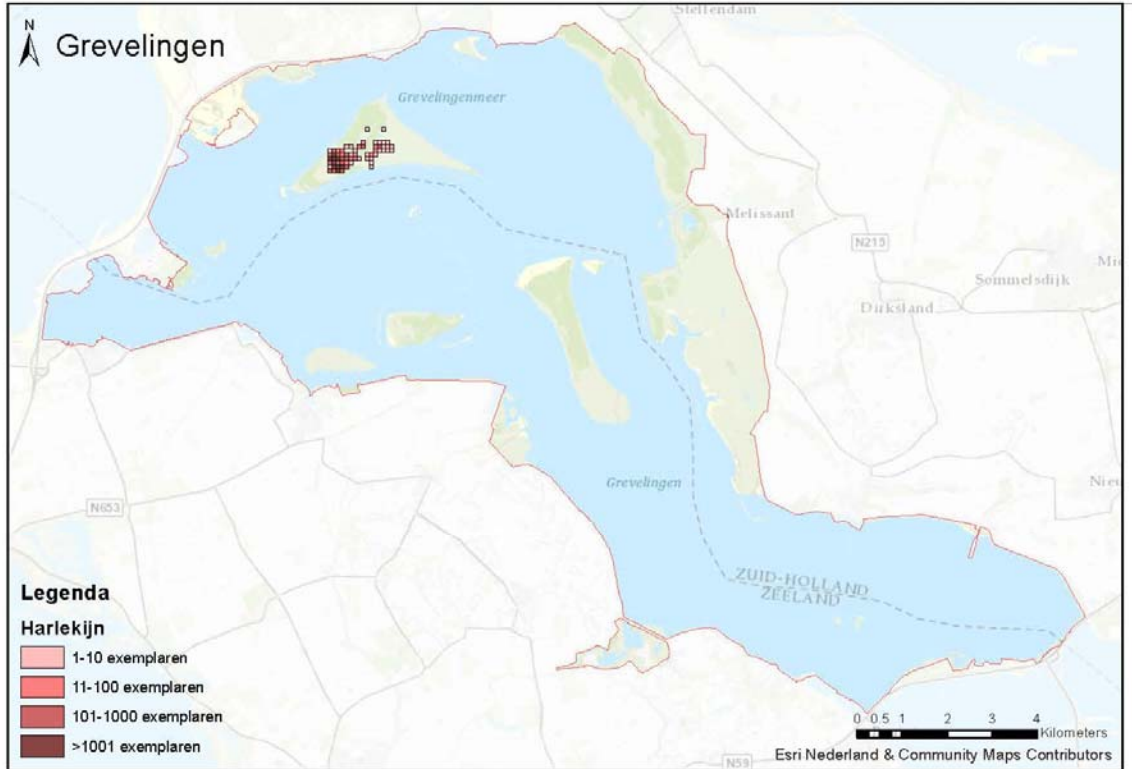 N
Grevelingen
Stellendam
Grevelingenmeer
Melissant
N215
Sommelsdijk
Dirksland
Grevelingen
N653
ZUID-HOLLAND
ZEELAND
Legenda
Harlekijn
1-10 exemplaren
11-100 exemplaren
101-1000 exemplaren
>1001 exemplaren
0 0.5 1 2 3 4
Kilometers
Esri Nederland & Community Maps Contributors
N59